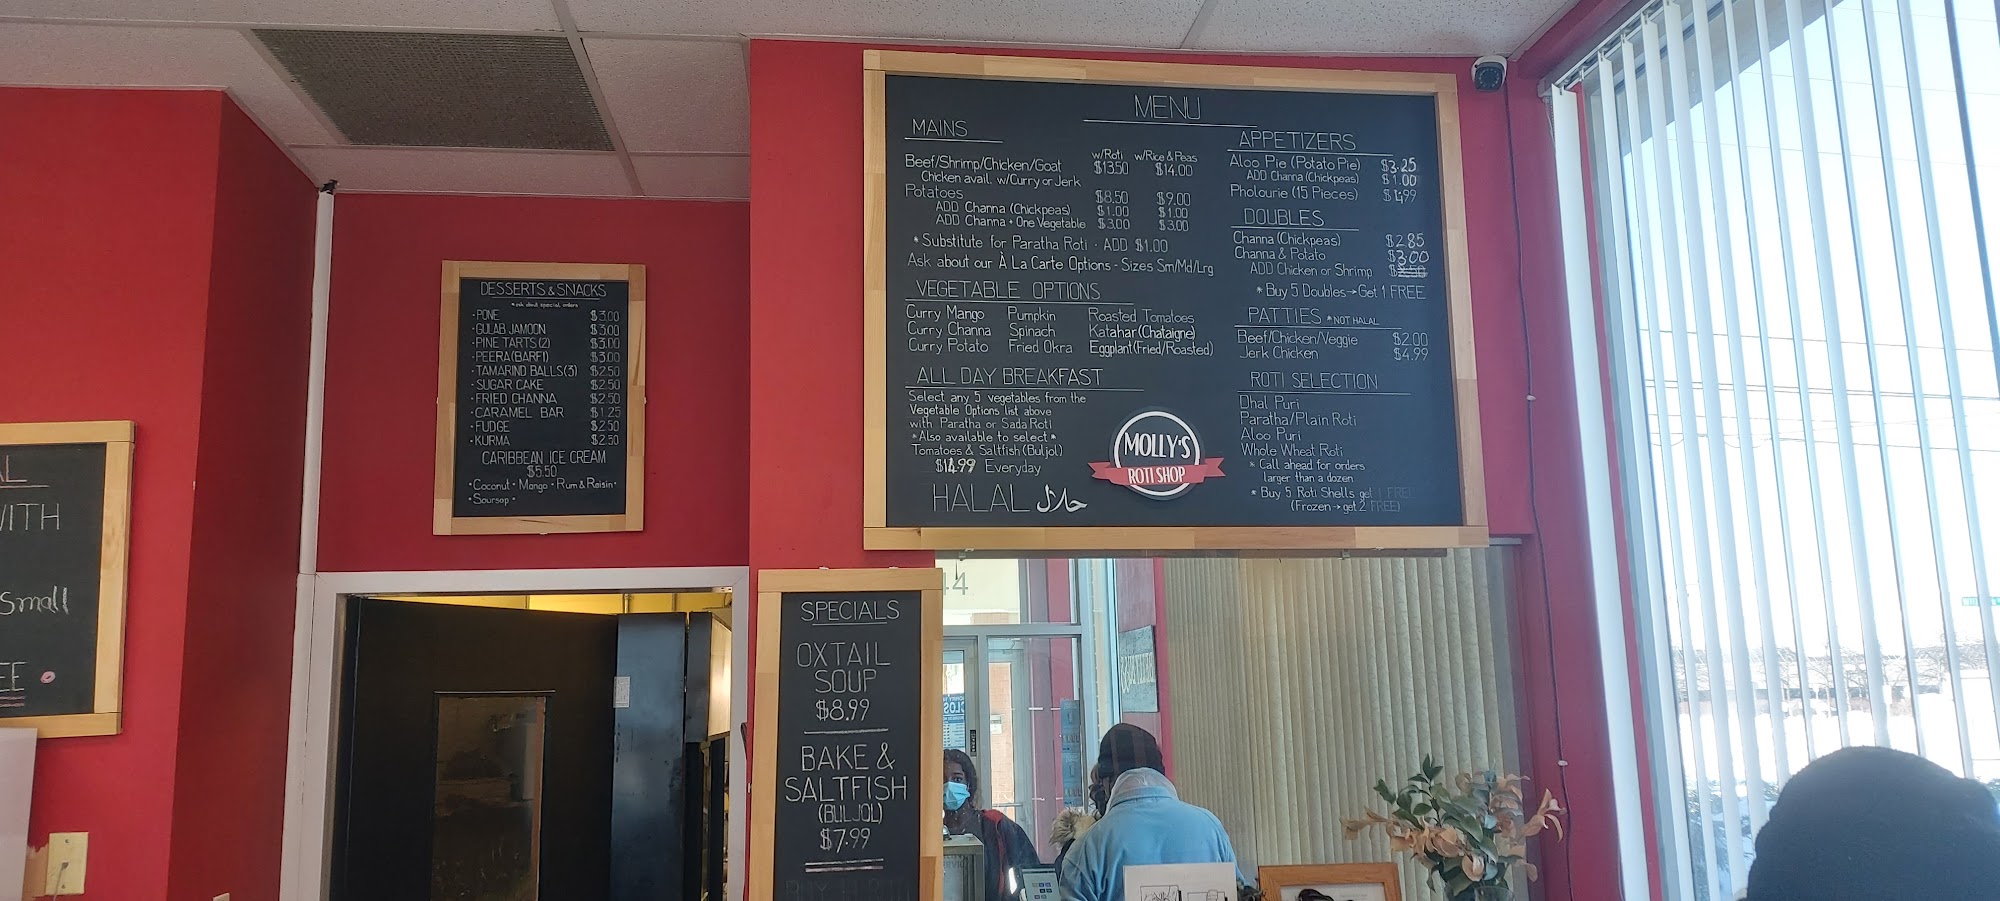 AL
WITH
Small
EE
DESSERTS & SNACKS
*ask about special orders
-PONE $3.00
-GULAB JAMOON $3.00
-PINE TARTS (2) $3.00
-PEERA (BARFI) $3.00
-TAMARIND BALLS (3) $2.50
-SUGAR CAKE $2.50
-FRIED CHANNA $2.50
-CARAMEL BAR $1.25
-FUDGE $2.50
-KURMA $2.50
CARIBBEAN ICE CREAM
$5.50
•Coconut • Mango • Rum & Raisin•
•Soursop •
MENU
MAINS
w/Roti w/Rice & Peas
Beef/Shrimp/Chicken/Goat $13.50 $14.00
Chicken avail. w/Curry or Jerk
Potatoes $8.50 $9.00
ADD Channa (Chickpeas) $1.00 $1.00
ADD Channa + One Vegetable $3.00 $3.00
*Substitute for Paratha Roti - ADD $1.00
Ask about our À La Carte Options - Sizes Sm/Md/Lrg
VEGETABLE OPTIONS
Curry Mango Pumpkin Roasted Tomatoes
Curry Channa Spinach Katahar (Chataigne)
Curry Potato Fried Okra Eggplant (Fried/Roasted)
ALL DAY BREAKFAST
Select any 5 vegetables from the
Vegetable Options list above
with Paratha or Sada Roti
*Also available to select*
Tomatoes & Saltfish (Buljol)
Everyday
HALAL حلال
MOLLY'S
ROTI SHOP
APPETIZERS
Aloo Pie (Potato Pie) $3.25
ADD Channa (Chickpeas) $1.00
Pholourie (15 Pieces)
DOUBLES
Channa (Chickpeas) $2.85
Channa & Potato $3.00
ADD Chicken or Shrimp
* Buy 5 Doubles→Get 1 FREE
PATTIES *NOT HALAL
Beef/Chicken/Veggie $2.00
Jerk Chicken $4.99
ROTI SELECTION
Dhal Puri
Paratha/Plain Roti
Aloo Puri
Whole Wheat Roti
* Call ahead for orders
larger than a dozen
* Buy 5 Roti Shells get 1 FREE
(Frozen → get 2 FREE)
SPECIALS
OXTAIL
SOUP
$8.99
BAKE &
SALTFISH
(BULJOL)
$7.99